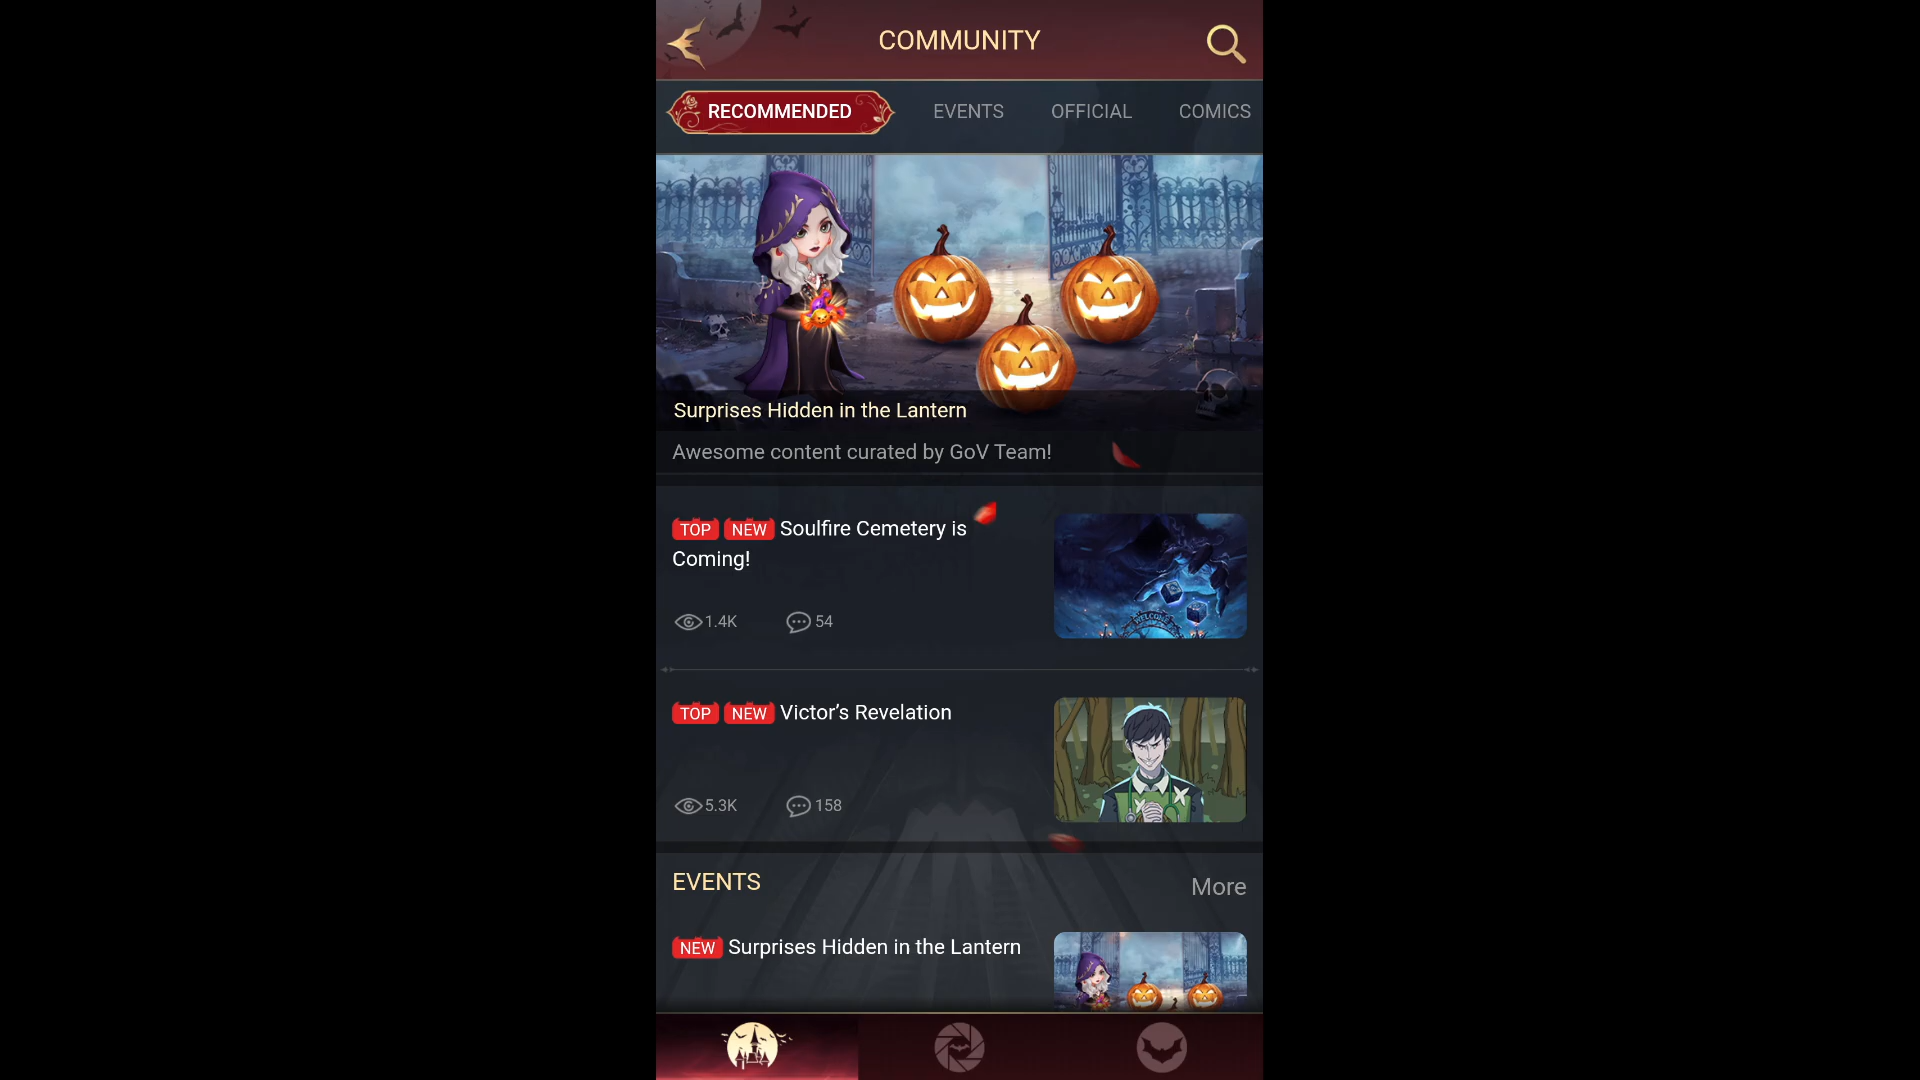 COMMUNITY
RECOMMENDED EVENTS OFFICIAL COMICS
Surprises Hidden in the Lantern
Awesome content curated by GoV Team!
TOP NEW Soulfire Cemetery is
Coming!
WELCOME
1.4K 54
TOP NEW Victor’s Revelation
5.3K 158
EVENTS
More
NEW Surprises Hidden in the Lantern